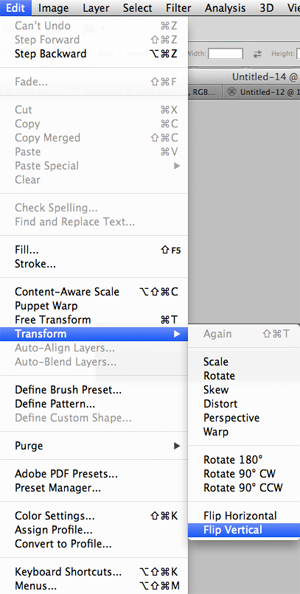 Edit Image Layer Select Filter Analysis 3D
Can't Undo ⌘Z
Step Forward ⇧⌘Z
Step Backward ⌥⌘Z
Width: Height:
Fade... ⇧⌘F
Untitled-14 @
, RGB... Untitled-12 @ 1
Cut ⌘X
Copy ⌘C
Copy Merged ⇧⌘C
Paste ⌘V
Paste Special
Clear
Check Spelling...
Find and Replace Text...
Fill... ⇧F5
Stroke...
Content-Aware Scale ⌥⇧⌘C
Puppet Warp
Free Transform ⌘T
Transform
Auto-Align Layers...
Auto-Blend Layers...
Define Brush Preset...
Define Pattern...
Define Custom Shape...
Purge
Adobe PDF Presets...
Preset Manager...
Color Settings... ⇧⌘K
Assign Profile...
Convert to Profile...
Keyboard Shortcuts... ⌥⇧⌘K
Menus... ⌥⇧⌘M
Again ⇧⌘T
Scale
Rotate
Skew
Distort
Perspective
Warp
Rotate 180°
Rotate 90° CW
Rotate 90° CCW
Flip Horizontal
Flip Vertical